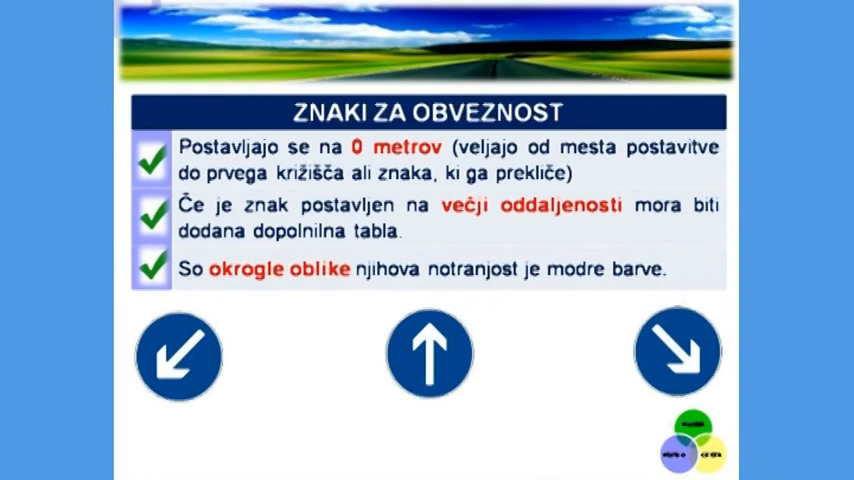 ZNAKI ZA OBVEZNOST
Postavljajo se na 0 metrov (veljajo od mesta postavitve
do prvega križišča ali znaka, ki ga prekliče)
Če je znak postavljen na večji oddaljenosti mora biti
dodana dopolnilna tabla.
So okrogle oblike njihova notranjost je modre barve.